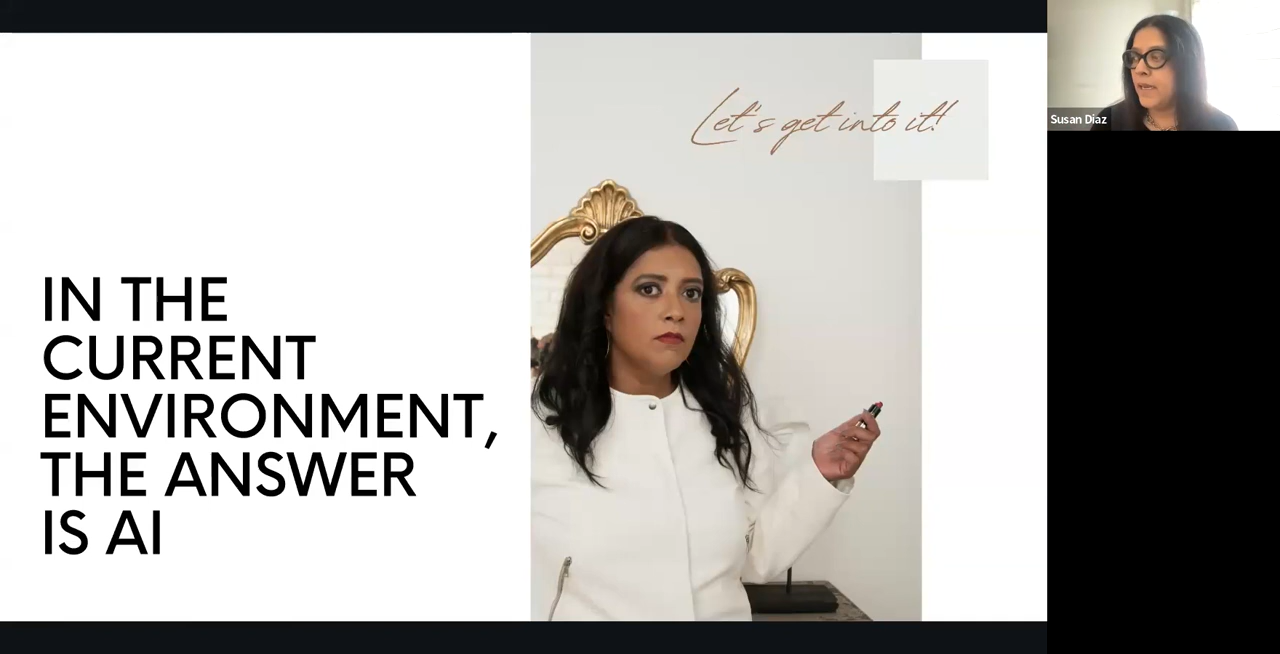 Let's get into it!
IN THE
CURRENT
ENVIRONMENT,
THE ANSWER
IS AI
Susan Diaz